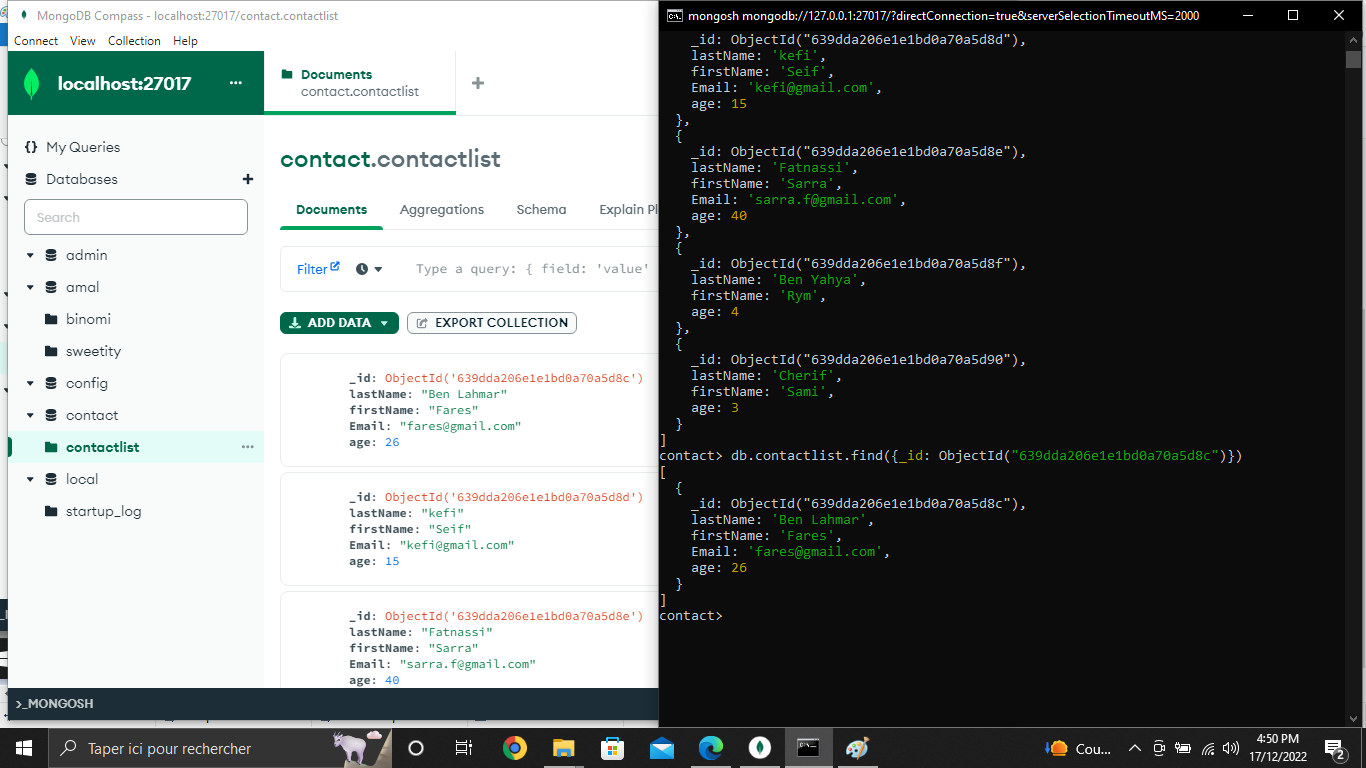 MongoDB Compass - localhost:27017/contact.contactlist
Connect View Collection Help
localhost:27017
Documents
contact.contactlist
My Queries
Databases
Search
admin
amal
binomi
sweetity
config
contact
contactlist
local
startup_log
contact.contactlist
Documents Aggregations Schema Explain Pl
Filter Type a query: { field: 'value'
ADD DATA EXPORT COLLECTION
_id: ObjectId('639dda206e1e1bd0a70a5d8c')
lastName: "Ben Lahmar"
firstName: "Fares"
Email: "fares@gmail.com"
age: 26
_id: ObjectId('639dda206e1e1bd0a70a5d8d')
lastName: "kefi"
firstName: "Seif"
Email: "kefi@gmail.com"
age: 15
_id: ObjectId('639dda206e1e1bd0a70a5d8e')
lastName: "Fatnassi"
firstName: "Sarra"
Email: "sarra.f@gmail.com"
age: 40
>_MONGOSH
mongosh mongodb://127.0.0.1:27017/?directConnection=true&serverSelectionTimeoutMS=2000
_id: ObjectId("639dda206e1e1bd0a70a5d8d"),
lastName: 'kefi',
firstName: 'Seif',
Email: 'kefi@gmail.com',
age: 15
},
{
_id: ObjectId("639dda206e1e1bd0a70a5d8e"),
lastName: 'Fatnassi',
firstName: 'Sarra',
Email: 'sarra.f@gmail.com',
age: 40
},
{
_id: ObjectId("639dda206e1e1bd0a70a5d8f"),
lastName: 'Ben Yahya',
firstName: 'Rym',
age: 4
},
{
_id: ObjectId("639dda206e1e1bd0a70a5d90"),
lastName: 'Cherif',
firstName: 'Sami',
age: 3
}
]
contact> db.contactlist.find({_id: ObjectId("639dda206e1e1bd0a70a5d8c")})
[
{
_id: ObjectId("639dda206e1e1bd0a70a5d8c"),
lastName: 'Ben Lahmar',
firstName: 'Fares',
Email: 'fares@gmail.com',
age: 26
}
]
contact>
Taper ici pour rechercher
Cou...
4:50 PM
17/12/2022
2